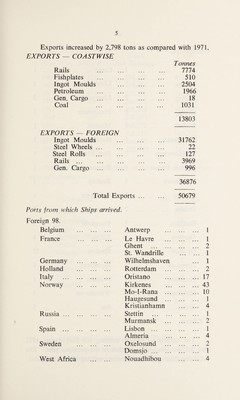 5
Exports increased by 2,798 tons as compared with 1971.
EXPORTS — COASTWISE
Tonnes
Rails ... ... ... ... 7774
Fishplates ... ... ... ... 510
Ingot Moulds ... ... ... 2504
Petroleum ... ... ... ... 1966
Gen. Cargo ... ... ... ... 18
Coal ... ... ... ... 1031
13803
EXPORTS — FOREIGN
Ingot Moulds ... ... ... 31762
Steel Wheels ... ... ... ... 22
Steel Rolls ... ... ... ... 127
Rails ... ... ... ... 3969
Gen. Cargo ... ... ... ... 996
36876
Total Exports ... ... 50679
Ports from which Ships arrived.
Foreign 98.
Belgium ... ... ... Antwerp ... ... ... 1
France ... ... ... Le Havre ... ... ... 1
Ghent ... ... ... 2
St. Wandrille ... ... 1
Germany ... ... ... Wilhelmshaven ... ... 1
Holland ... ... ... Rotterdam ... ... ... 2
Italy ... ... ... Oristano ... ... ... 17
Norway ... ... ... Kirkenes ... ... ... 43
Mo-I-Rana ... ... ... 10
Haugesund ... ... ... 1
Kristianhamn ... ... 4
Russia ... ... ... Stettin ... ... ... 1
Murmansk ... ... ... 2
Spain ... ... ... Lisbon ... ... ... 1
Almeria ... ... ... 4
Sweden ... ... ... Oxelosund ... ... ... 2
Domsjo ... ... ... 1
West Africa ... ... Nouadhibou ... ... 4